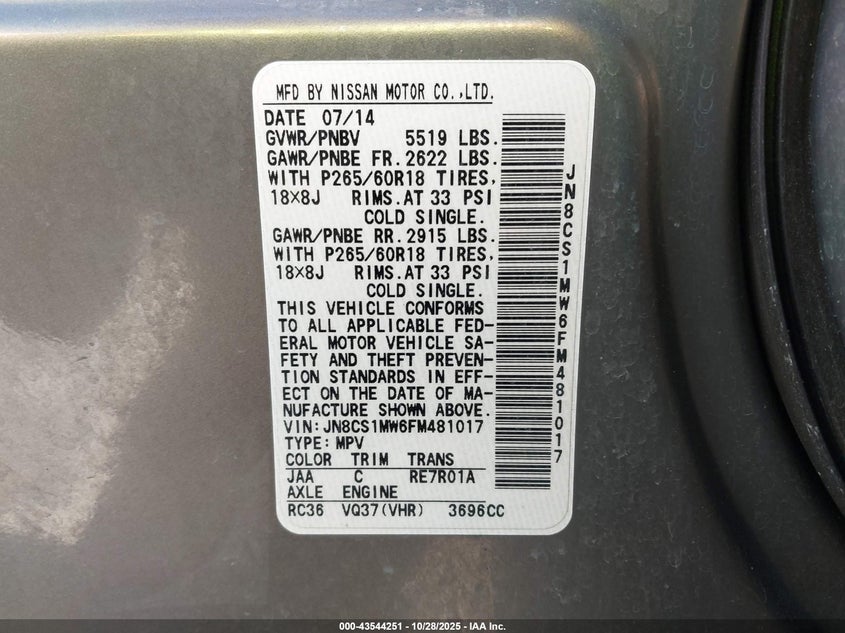 MFD BY NISSAN MOTOR CO.,LTD.
DATE 07/14
GVWR/PNBV 5519 LBS.
GAWR/PNBE FR. 2622 LBS.
WITH P265/60R18 TIRES,
18×8J RIMS. AT 33 PSI
COLD SINGLE.
GAWR/PNBE RR. 2915 LBS.
WITH P265/60R18 TIRES,
18×8J RIMS. AT 33 PSI
COLD SINGLE.
THIS VEHICLE CONFORMS
TO ALL APPLICABLE FED-
ERAL MOTOR VEHICLE SA-
FETY AND THEFT PREVEN-
TION STANDARDS IN EFF-
ECT ON THE DATE OF MA-
NUFACTURE SHOWN ABOVE.
VIN: JN8CS1MW6FM481017
TYPE: MPV
COLOR TRIM TRANS
JAA C RE7R01A
AXLE ENGINE
RC36 VQ37(VHR) 3696CC
JN8CS1MW6FM481017
000-43544251 | 10/28/2025 | IAA Inc.